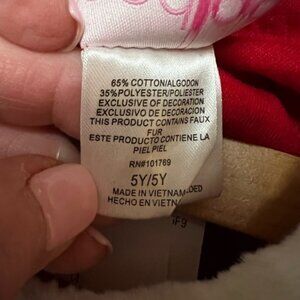 65% COTTON/ALGODON
35%POLYESTER/POLIESTER
EXCLUSIVE OF DECORATION
EXCLUSIVO DE DECORACION
THIS PRODUCT CONTAINS FAUX
FUR
ESTE PRODUCTO CONTIENE LA
PIEL PIEL
RN#101769
5Y/5Y
MADE IN VIETNAM
HECHO EN VIETN